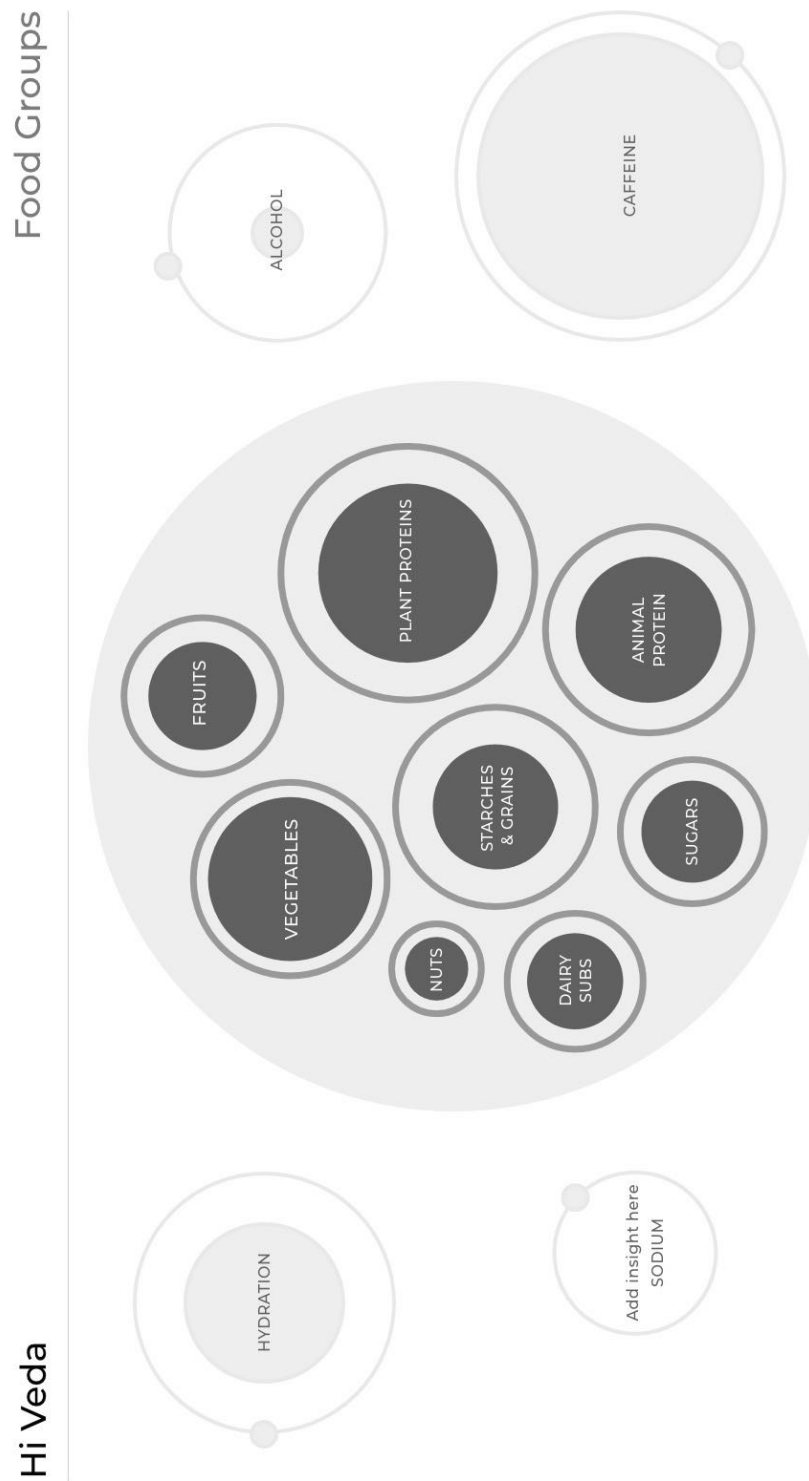 Hi Veda
Food Groups
HYDRATION
Add insight here
SODIUM
VEGETABLES
FRUITS
NUTS
DAIRY
SUBS
STARCHES
& GRAINS
PLANT PROTEINS
SUGARS
ANIMAL
PROTEIN
ALCOHOL
CAFFEINE